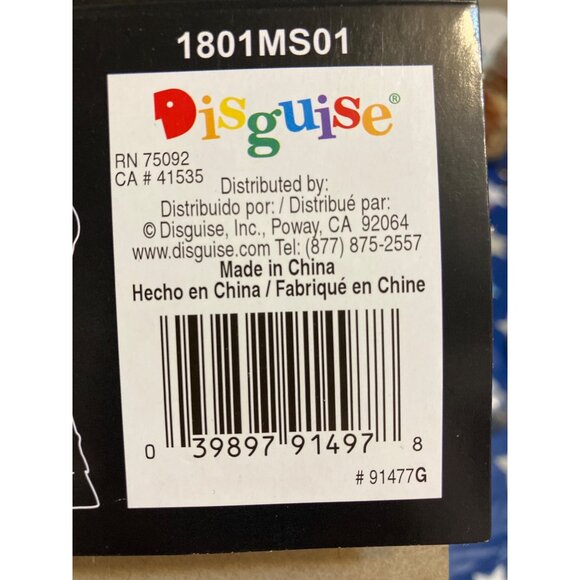 1801MS01
Disguise®
RN 75092
CA # 41535
Distributed by:
Distribuido por: / Distribué par:
© Disguise, Inc., Poway, CA 92064
www.disguise.com Tel: (877) 875-2557
Made in China
Hecho en China / Fabriqué en Chine
0 39897 91497 8
# 91477G